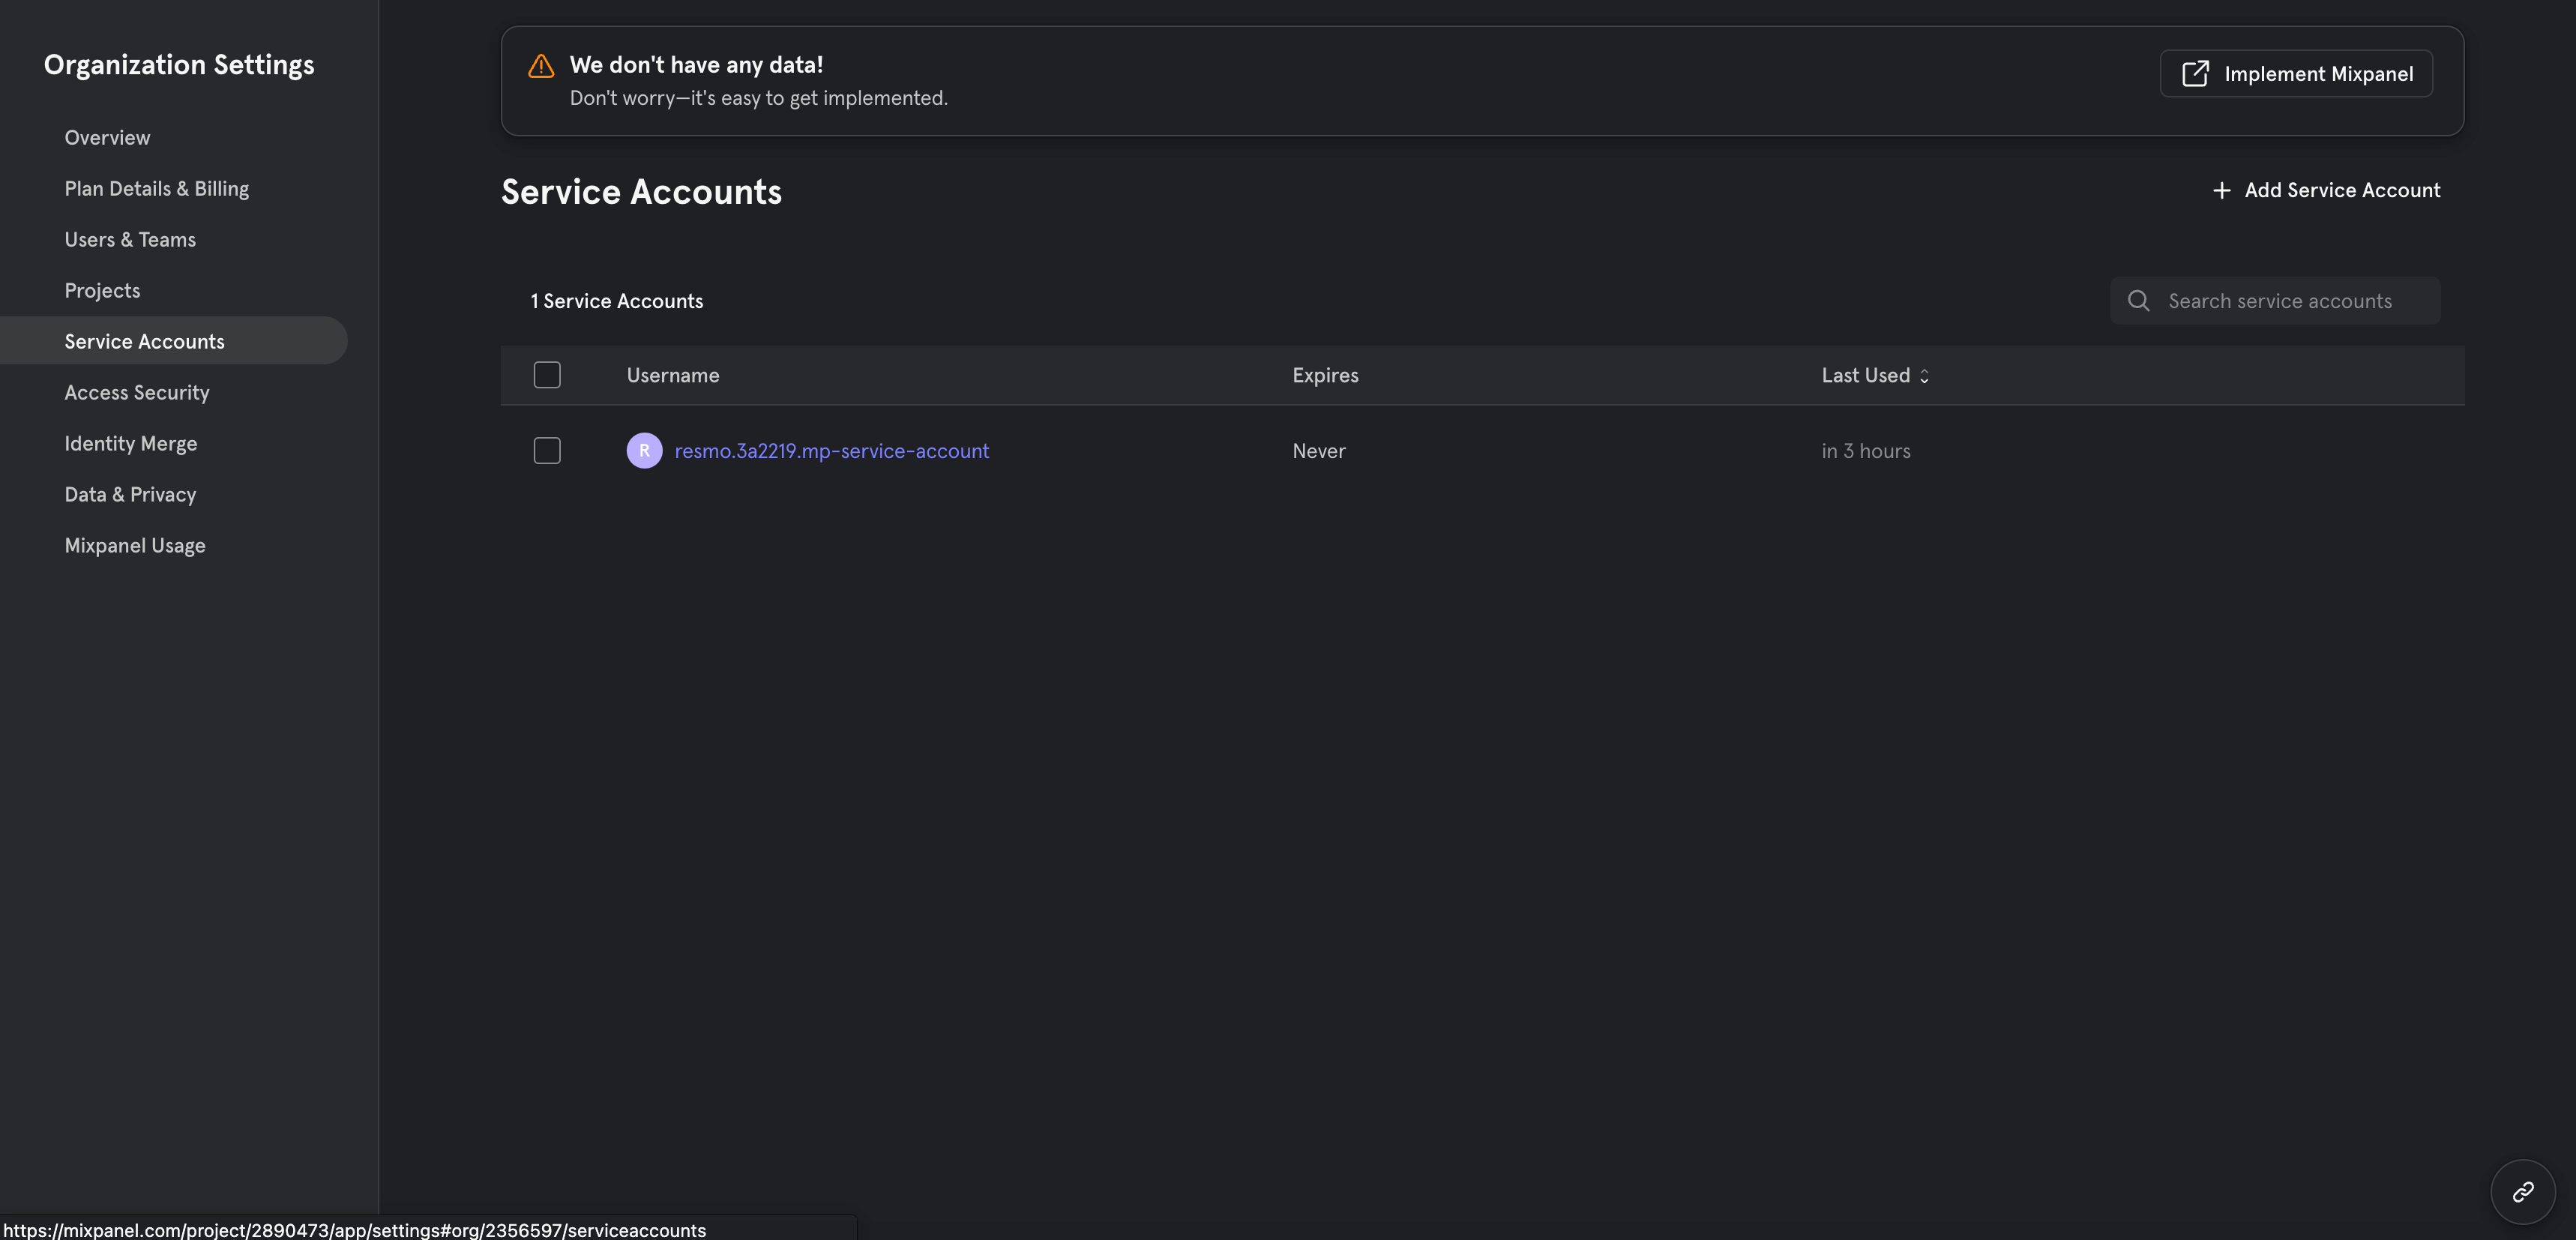 Organization Settings
Overview
Plan Details & Billing
Users & Teams
Projects
Service Accounts
Access Security
Identity Merge
Data & Privacy
Mixpanel Usage
We don't have any data!
Don't worry—it's easy to get implemented.
Implement Mixpanel
Service Accounts
Add Service Account
1 Service Accounts
Search service accounts
Username Expires Last Used
R resmo.3a2219.mp-service-account Never in 3 hours
https://mixpanel.com/project/2890473/app/settings#org/2356597/serviceaccounts